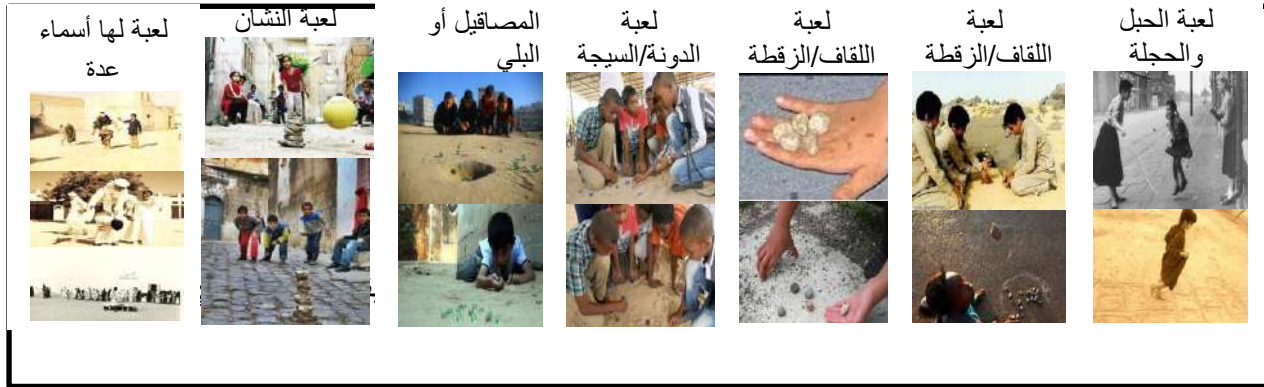 لعبة الحبل
والحجلة
لعبة
اللقاف/الزقطة
لعبة
اللقاف/الزقطة
لعبة
الدونة/السيجة
المصاقيل أو
البلي
لعبة النشان
لعبة لها أسماء
عدة